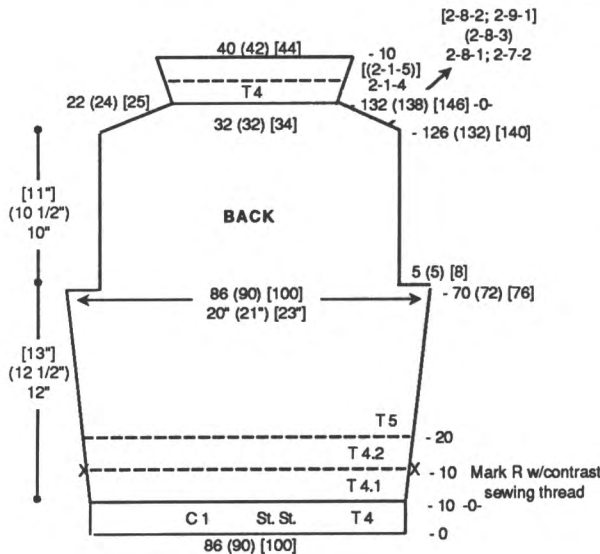 [2-8-2; 2-9-1]
(2-8-3)
2-8-1; 2-7-2
40 (42) [44]
- 10
[(2-1-5)]
2-1-4
T 4
22 (24) [25]
- 132 (138) [146] -0-
32 (32) [34]
- 126 (132) [140]
[11"]
(10 1/2")
10"
BACK
5 (5) [8]
86 (90) [100]
- 70 (72) [76]
20" (21") [23"]
[13"]
(12 1/2")
12"
T 5
- 20
T 4.2
X
X
- 10 Mark R w/contrast
sewing thread
T 4.1
- 10 -0-
C 1 St. St. T 4
- 0
86 (90) [100]